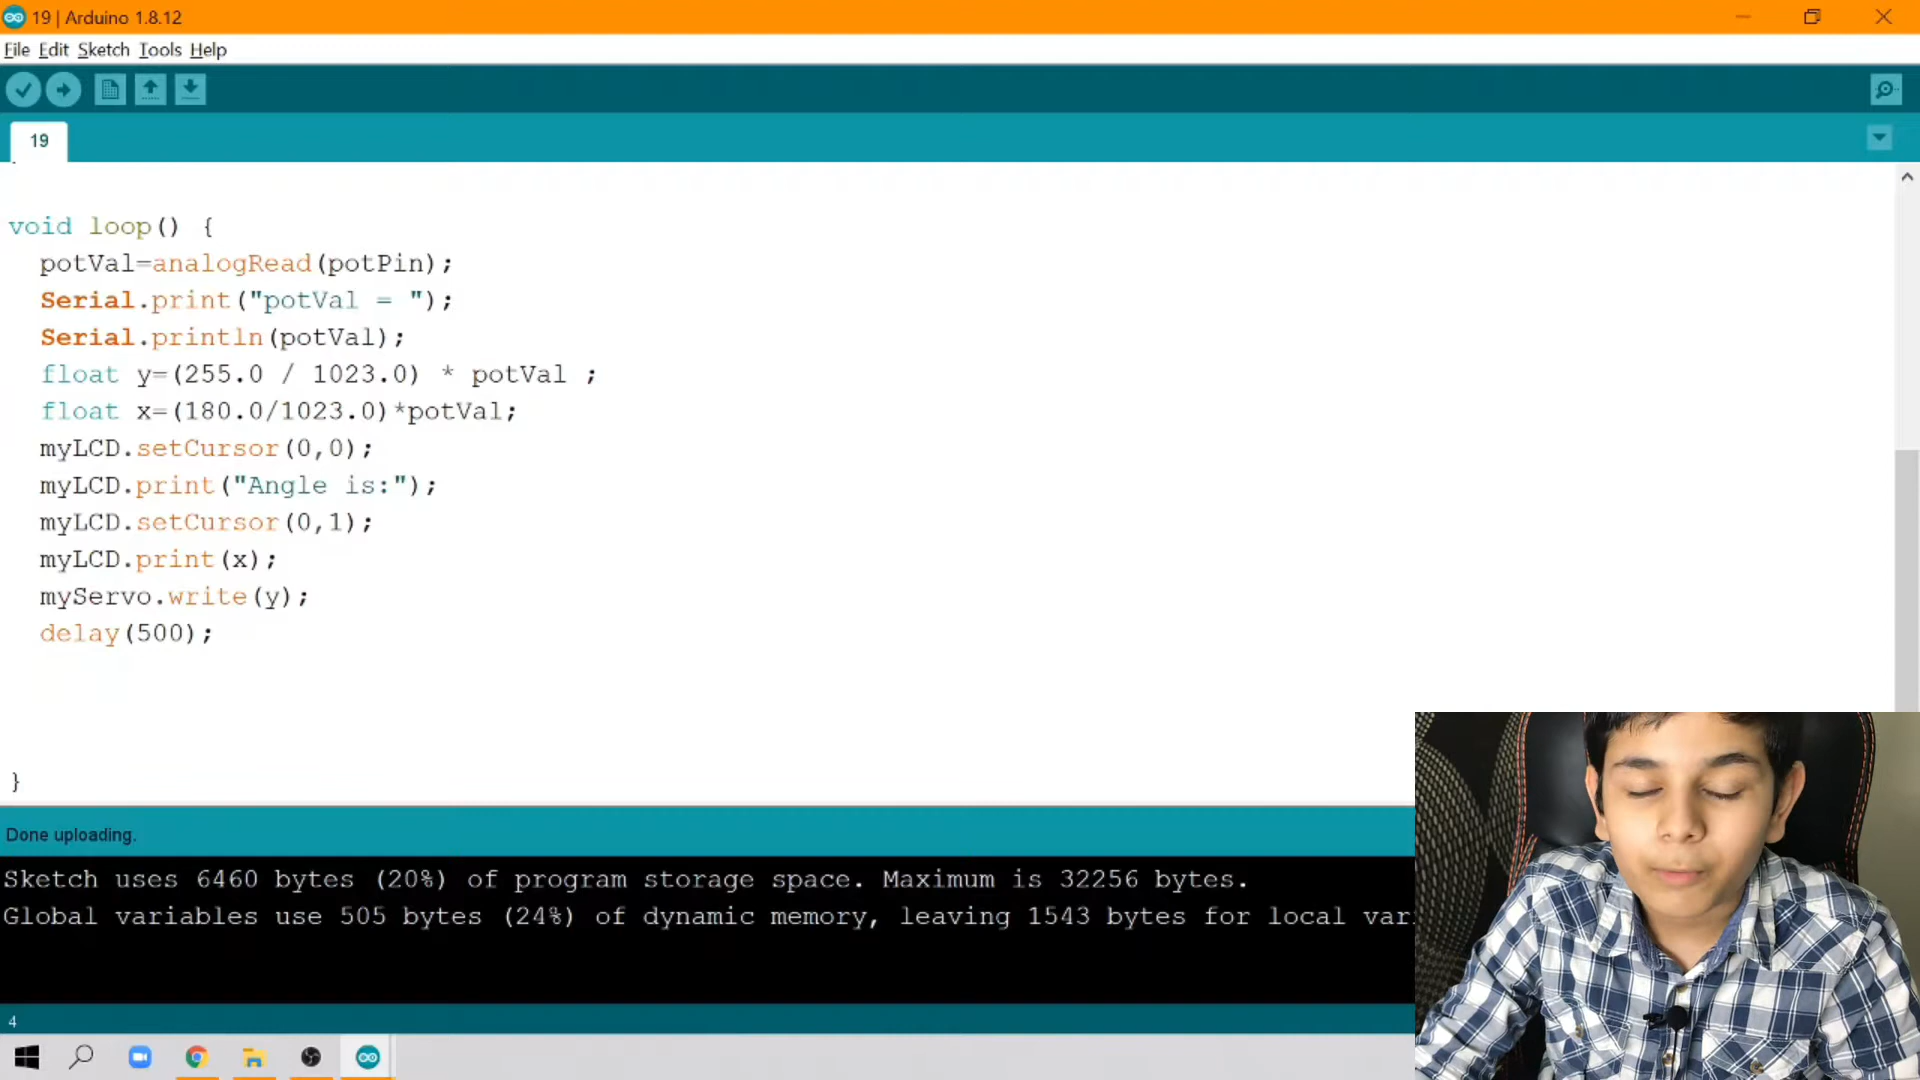 19 | Arduino 1.8.12
File Edit Sketch Tools Help
19
void loop() {
potVal=analogRead(potPin);
Serial.print("potVal = ");
Serial.println(potVal);
float y=(255.0 / 1023.0) * potVal ;
float x=(180.0/1023.0)*potVal;
myLCD.setCursor(0,0);
myLCD.print("Angle is:");
myLCD.setCursor(0,1);
myLCD.print(x);
myServo.write(y);
delay(500);
}
Done uploading.
Sketch uses 6460 bytes (20%) of program storage space. Maximum is 32256 bytes.
Global variables use 505 bytes (24%) of dynamic memory, leaving 1543 bytes for local var
4